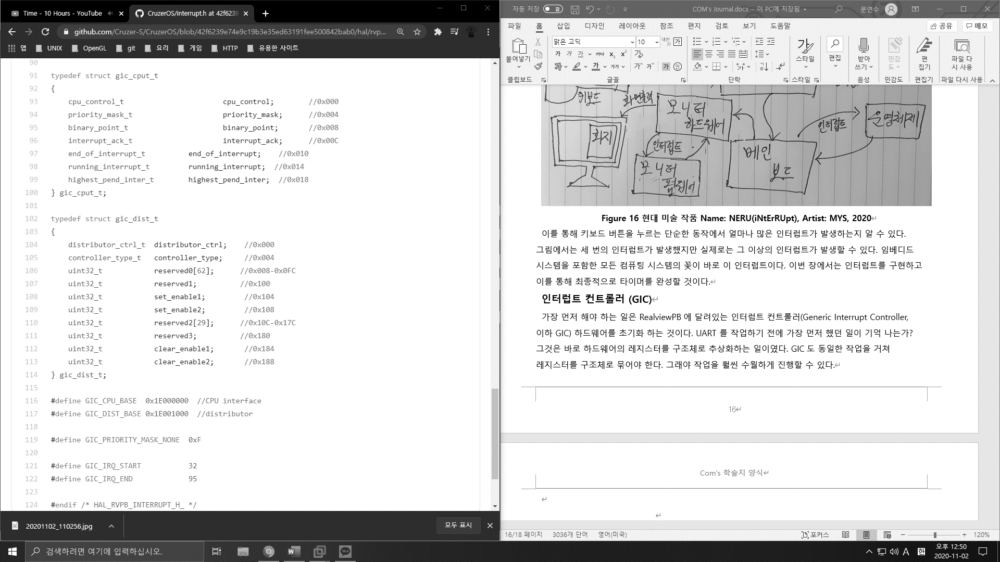 Time - 10 Hours - YouTube
CruzerOS/interrupt.h at 42f6239
github.com/Cruzer-S/CruzerOS/blob/42f6239e74e9c19b3e35ed63191fee500842bab0/hal/rvp...
앱 UNIX OpenGL git 요리 게임 HTTP 유용한 사이트
90
91 typedef struct gic_cput_t
92 {
93 cpu_control_t cpu_control; //0x000
94 priority_mask_t priority_mask; //0x004
95 binary_point_t binary_point; //0x008
96 interrupt_ack_t interrupt_ack; //0x00C
97 end_of_interrupt_t end_of_interrupt; //0x010
98 running_interrupt_t running_interrupt; //0x014
99 highest_pend_inter_t highest_pend_inter; //0x018
100 } gic_cput_t;
101
102 typedef struct gic_dist_t
103 {
104 distributor_ctrl_t distributor_ctrl; //0x000
105 controller_type_t controller_type; //0x004
106 uint32_t reserved0[62]; //0x008-0x0FC
107 uint32_t reserved1; //0x100
108 uint32_t set_enable1; //0x104
109 uint32_t set_enable2; //0x108
110 uint32_t reserved2[29]; //0x10C-0x17C
111 uint32_t reserved3; //0x180
112 uint32_t clear_enable1; //0x184
113 uint32_t clear_enable2; //0x188
114 } gic_dist_t;
115
116 #define GIC_CPU_BASE 0x1E000000 //CPU interface
117 #define GIC_DIST_BASE 0x1E001000 //distributor
118
119 #define GIC_PRIORITY_MASK_NONE 0xF
120
121 #define GIC_IRQ_START 32
122 #define GIC_IRQ_END 95
123
124 #endif /* HAL_RVPB_INTERRUPT_H_ */
20201102_110256.jpg
모두 표시
자동 저장 끔 COM's Journal.docx - 이 PC에 저장됨 문연수
파일 홈 삽입 디자인 레이아웃 참조 편지 검토 보기 도움말 공유 메모
맑은 고딕 10
붙여넣기
스타일
편집
받아쓰기
민감도
편집기
파일 다시 사용
클립보드 글꼴 단락 스타일 음성 민감도 편집기 파일 다시 사용
키보드
화면출력
모니터
하드웨어
인터럽트
운영체제
화지
인터럽트
메인
보드
모니터
펌웨어
Figure 16 현대 미술 작품 Name: NERU(iNtErRUpt), Artist: MYS, 2020
이를 통해 키보드 버튼을 누르는 단순한 동작에서 얼마나 많은 인터럽트가 발생하는지 알 수 있다.
그림에서는 세 번의 인터럽트가 발생했지만 실제로는 그 이상의 인터럽트가 발생할 수 있다. 임베디드
시스템을 포함한 모든 컴퓨팅 시스템의 꽃이 바로 이 인터럽트이다. 이번 장에서는 인터럽트를 구현하고
이를 통해 최종적으로 타이머를 완성할 것이다.
인터럽트 컨트롤러 (GIC)
가장 먼저 해야 하는 일은 RealviewPB 에 달려있는 인터럽트 컨트롤러(Generic Interrupt Controller,
이하 GIC) 하드웨어를 초기화 하는 것이다. UART 를 작업하기 전에 가장 먼저 했던 일이 기억 나는가?
그것은 바로 하드웨어의 레지스터를 구조체로 추상화하는 일이였다. GIC 도 동일한 작업을 거쳐
레지스터를 구조체로 묶어야 한다. 그래야 작업을 훨씬 수월하게 진행할 수 있다.
16
Com's 학술지 양식
16/18 페이지 3036개 단어 영어(미국) 포커스 120%
검색하려면 여기에 입력하십시오.
TALK
A 한
오후 12:50
2020-11-02